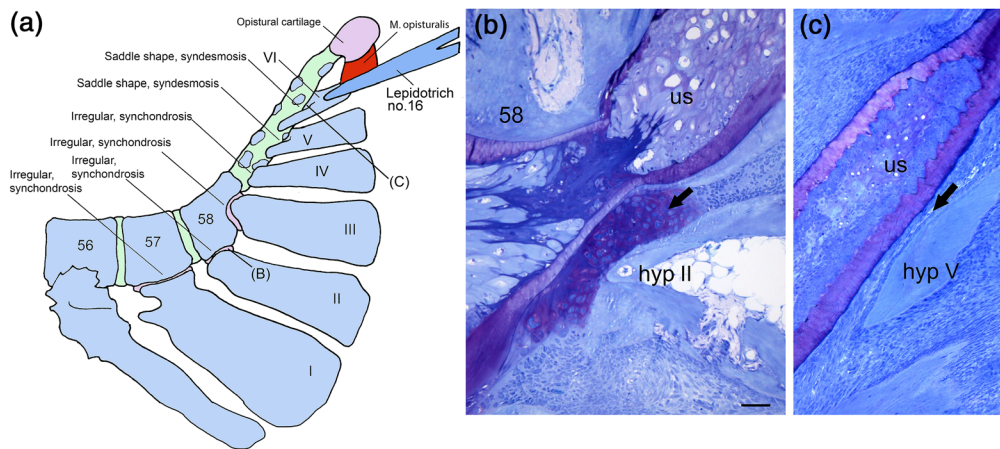 (a)
Opistural cartilage
M. opisturalis
Saddle shape, syndesmosis
VI
Saddle shape, syndesmosis
Lepidotrich
no.16
Irregular, synchondrosis
V
Irregular, synchondrosis
Irregular,
synchondrosis
IV
(C)
Irregular,
synchondrosis
58
III
57
56
(B)
II
I
(b)
58
us
hyp II
(c)
us
hyp V